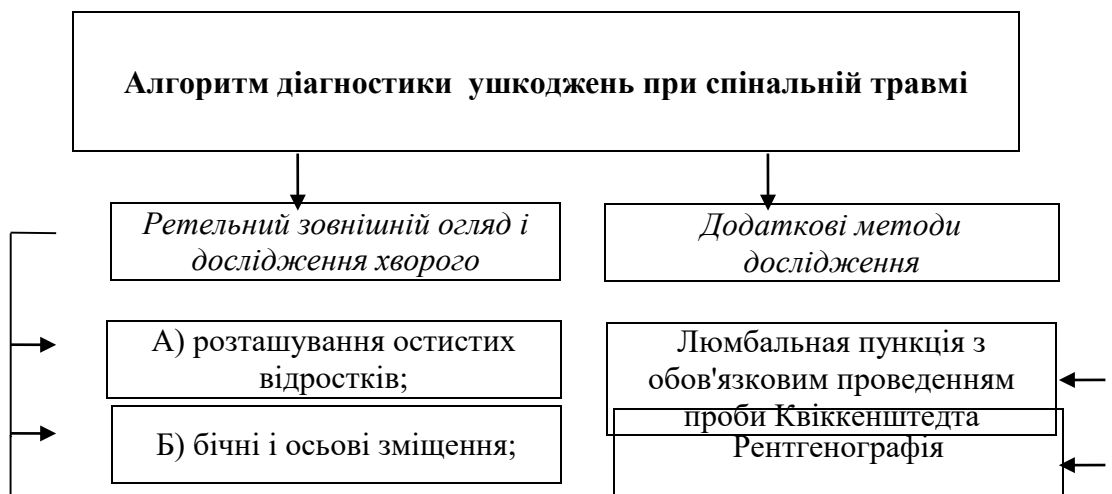 Алгоритм діагностики ушкоджень при спінальній травмі
Ретельний зовнішній огляд і
дослідження хворого
Додаткові методи
дослідження
А) розташування остистих
відростків;
Б) бічні і осьові зміщення;
Люмбальная пункція з
обов'язковим проведенням
проби Квіккенштедта
Рентгенографія